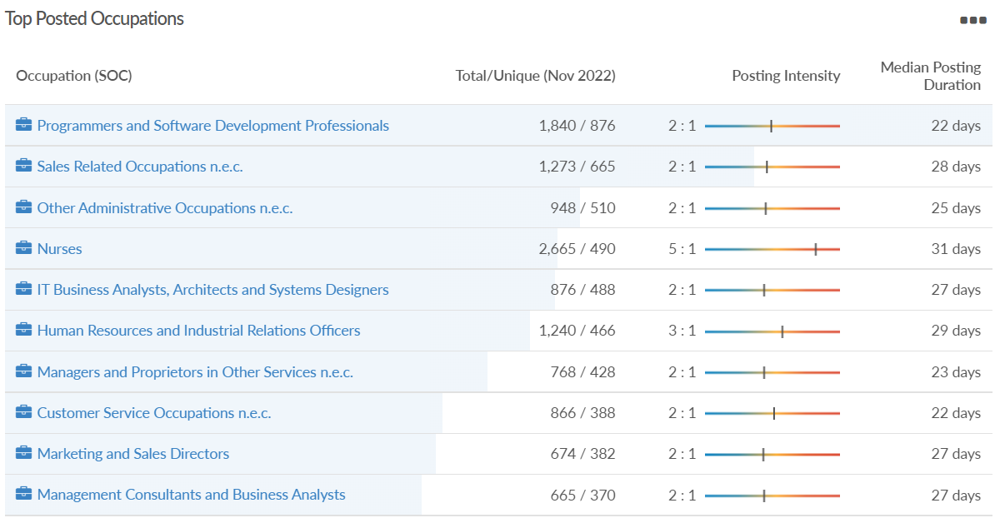 Top Posted Occupations
Occupation (SOC) Total/Unique (Nov 2022) Posting Intensity Median Posting Duration
Programmers and Software Development Professionals 1,840 / 876 2 : 1 22 days
Sales Related Occupations n.e.c. 1,273 / 665 2 : 1 28 days
Other Administrative Occupations n.e.c. 948 / 510 2 : 1 25 days
Nurses 2,665 / 490 5 : 1 31 days
IT Business Analysts, Architects and Systems Designers 876 / 488 2 : 1 27 days
Human Resources and Industrial Relations Officers 1,240 / 466 3 : 1 29 days
Managers and Proprietors in Other Services n.e.c. 768 / 428 2 : 1 23 days
Customer Service Occupations n.e.c. 866 / 388 2 : 1 22 days
Marketing and Sales Directors 674 / 382 2 : 1 27 days
Management Consultants and Business Analysts 665 / 370 2 : 1 27 days